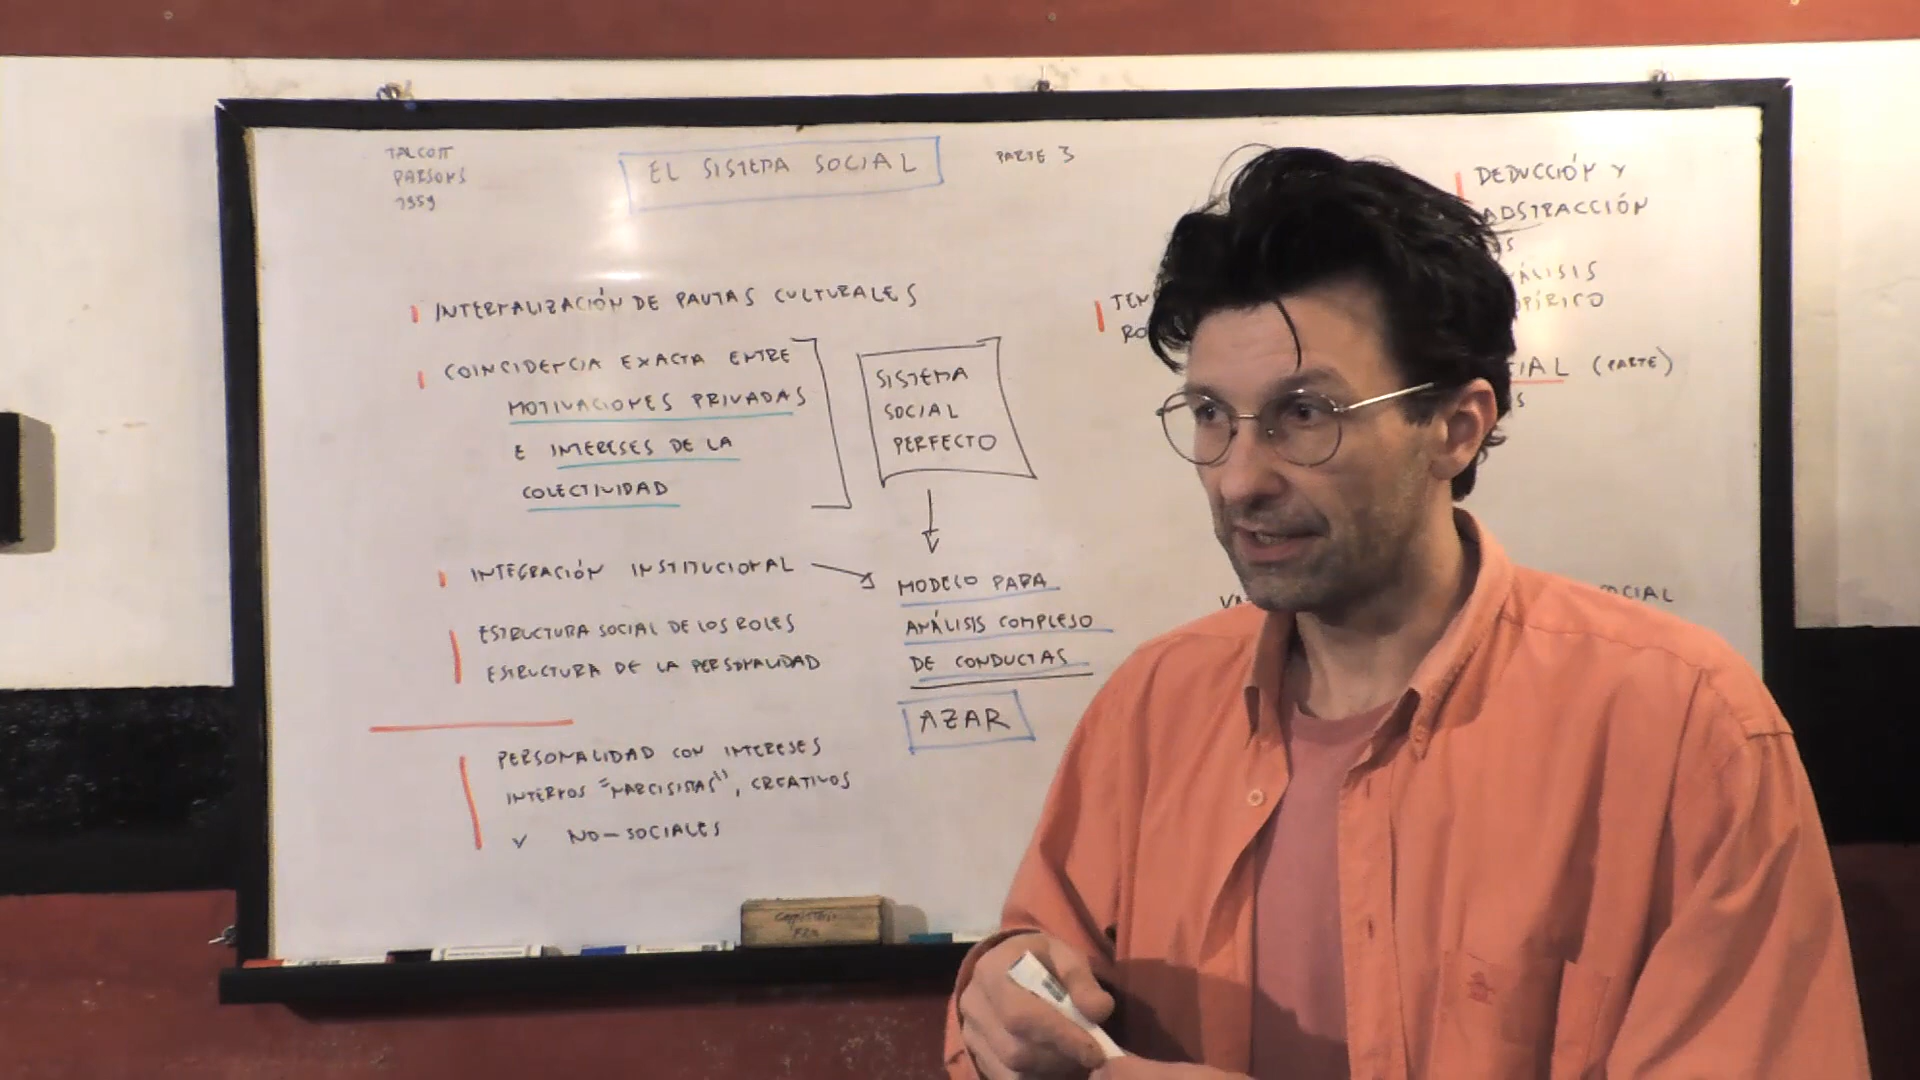 TALCOTT
PARSONS
1959
EL SISTEMA SOCIAL
PARTE 3
INTERNALIZACIÓN DE PAUTAS CULTURALES
COINCIDENCIA EXACTA ENTRE
MOTIVACIONES PRIVADAS
E INTERESES DE LA
COLECTIVIDAD
SISTEMA
SOCIAL
PERFECTO
INTEGRACIÓN INSTITUCIONAL
ESTRUCTURA SOCIAL DE LOS ROLES
ESTRUCTURA DE LA PERSONALIDAD
MODELO PARA
ANÁLISIS COMPLESO
DE CONDUCTAS
AZAR
PERSONALIDAD CON INTERESES
INTERNOS "NARCISISTAS", CREATIVOS
Y NO-SOCIALES
DEDUCCIÓN Y
ADSTRACCIÓN
(PARTE)